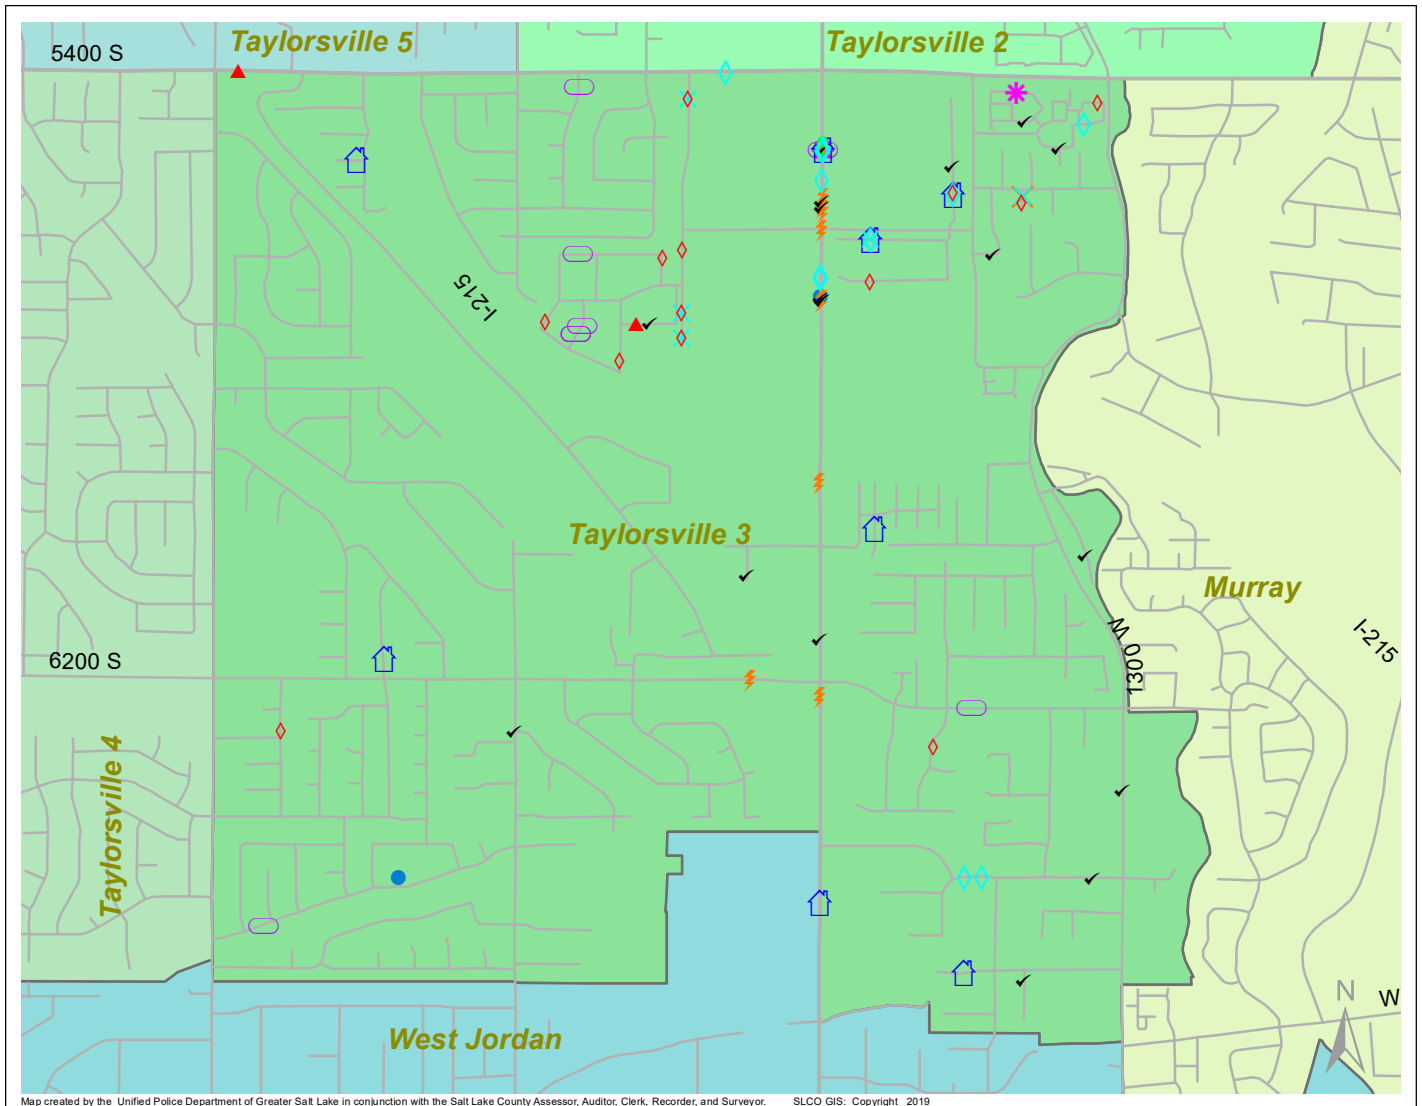 Taylorsville 5
Taylorsville 2
5400 S
I-215
Taylorsville 3
Murray
1300 W
I-215
6200 S
Taylorsville 4
West Jordan
N
W
Map created by the Unified Police Department of Greater Salt Lake in conjunction with the Salt Lake County Assessor, Auditor, Clerk, Recorder, and Surveyor. SLCO GIS: Copyright 2019